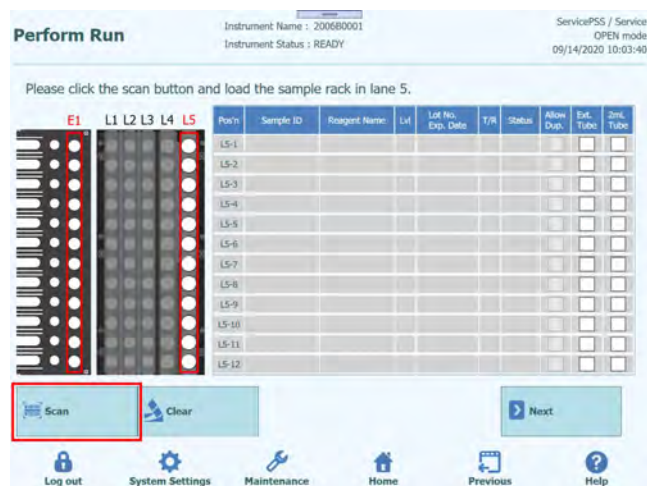 Perform Run
Instrument Name : 2006B0001
Instrument Status : READY
ServicePSS / Service
OPEN mode
09/14/2020 10:03:40
Please click the scan button and load the sample rack in lane 5.
E1 L1 L2 L3 L4 L5
Pos'n Sample ID Reagent Name Lvl Lot No. Exp. Date T/R Status Allow Dup. Ext. Tube 2mL Tube
L5-1
L5-2
L5-3
L5-4
L5-5
L5-6
L5-7
L5-8
L5-9
L5-10
L5-11
L5-12
Scan Clear Next
Log out System Settings Maintenance Home Previous Help